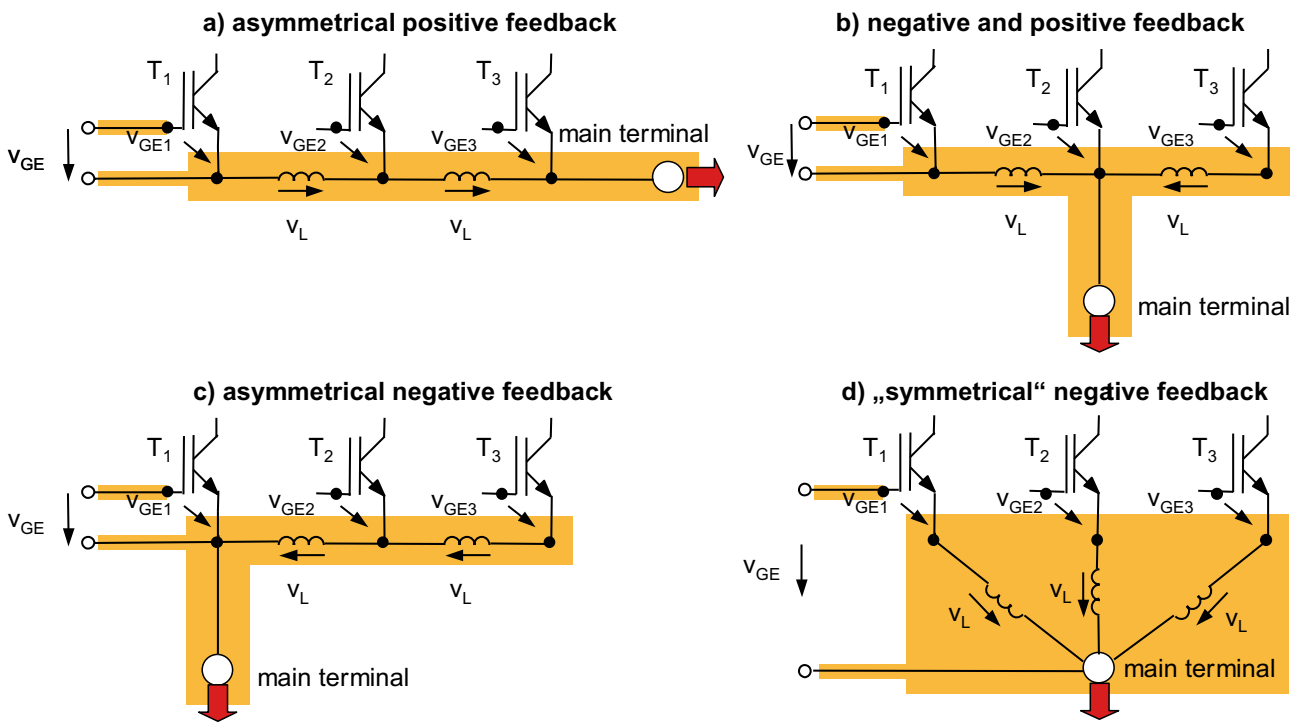 a) asymmetrical positive feedback
T1 T2 T3
vGE1 vGE2 vGE3 main terminal
vGE
vL vL
b) negative and positive feedback
T1 T2 T3
vGE1 vGE2 vGE3
vGE
vL vL
main terminal
c) asymmetrical negative feedback
T1 T2 T3
vGE1 vGE2 vGE3
vGE
vL vL
main terminal
d) „symmetrical“ negative feedback
T1 T2 T3
vGE1 vGE2 vGE3
vGE
vL vL vL
main terminal